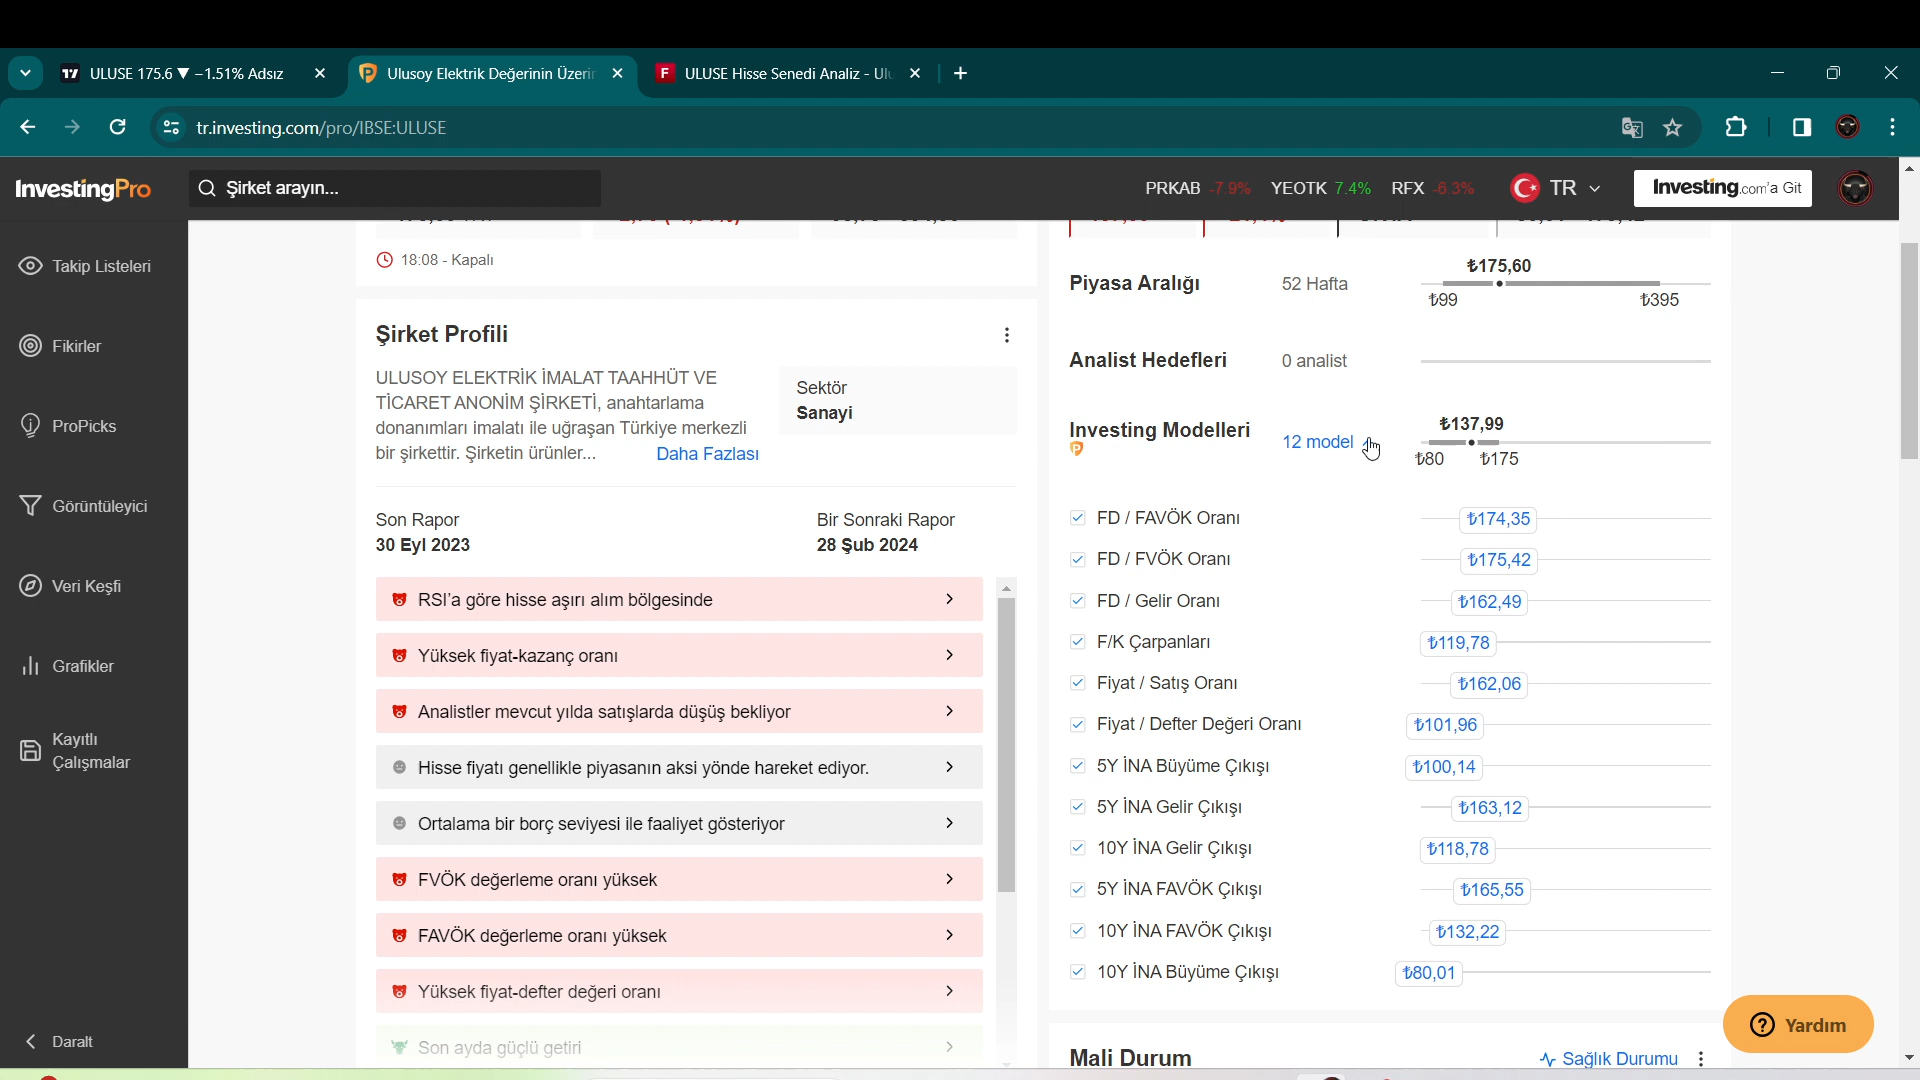 ULUSE 175.6 ▼ −1.51% Adsız
Ulusoy Elektrik Değerinin Üzerin
ULUSE Hisse Senedi Analiz - Ulu
tr.investing.com/pro/IBSE:ULUSE
InvestingPro
Şirket arayın...
PRKAB -7.9% YEOTK 7.4% RFX -6.3%
TR
Investing.com'a Git
Takip Listeleri
Fikirler
ProPicks
Görüntüleyici
Veri Keşfi
Grafikler
Kayıtlı
Çalışmalar
Daralt
18:08 - Kapalı
Şirket Profili
ULUSOY ELEKTRİK İMALAT TAAHHÜT VE
TİCARET ANONİM ŞİRKETİ, anahtarlama
donanımları imalatı ile uğraşan Türkiye merkezli
bir şirkettir. Şirketin ürünler... Daha Fazlası
Sektör
Sanayi
Son Rapor
30 Eyl 2023
Bir Sonraki Rapor
28 Şub 2024
RSI'a göre hisse aşırı alım bölgesinde
Yüksek fiyat-kazanç oranı
Analistler mevcut yılda satışlarda düşüş bekliyor
Hisse fiyatı genellikle piyasanın aksi yönde hareket ediyor.
Ortalama bir borç seviyesi ile faaliyet gösteriyor
FVÖK değerleme oranı yüksek
FAVÖK değerleme oranı yüksek
Yüksek fiyat-defter değeri oranı
Son ayda güçlü getiri
₺175,60
Piyasa Aralığı 52 Hafta
₺99 ₺395
Analist Hedefleri 0 analist
₺137,99
Investing Modelleri 12 model
₺80 ₺175
FD / FAVÖK Oranı ₺174,35
FD / FVÖK Oranı ₺175,42
FD / Gelir Oranı ₺162,49
F/K Çarpanları ₺119,78
Fiyat / Satış Oranı ₺162,06
Fiyat / Defter Değeri Oranı ₺101,96
5Y İNA Büyüme Çıkışı ₺100,14
5Y İNA Gelir Çıkışı ₺163,12
10Y İNA Gelir Çıkışı ₺118,78
5Y İNA FAVÖK Çıkışı ₺165,55
10Y İNA FAVÖK Çıkışı ₺132,22
10Y İNA Büyüme Çıkışı ₺80,01
Yardım
Mali Durum Sağlık Durumu